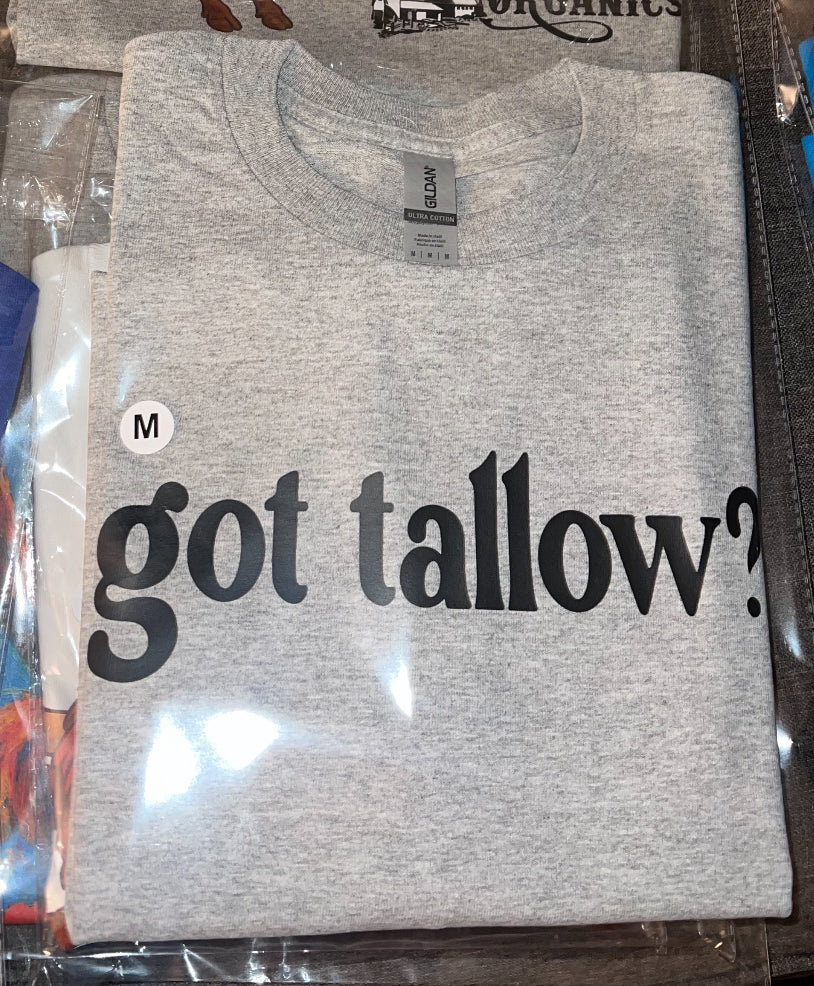 ORGANICS
GILDAN
ULTRA COTTON
M | M | M
M
got tallow?